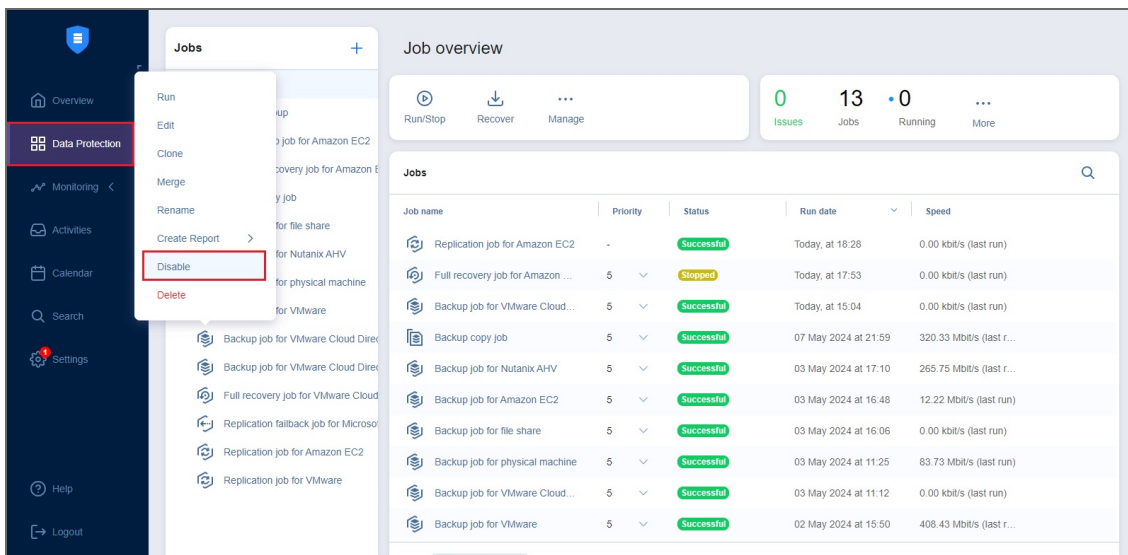 Overview
Data Protection
Monitoring
Activities
Calendar
Search
1
Settings
Help
Logout
Jobs
Run
Edit
Clone
Merge
Rename
Create Report
Disable
Delete
job for Amazon EC2
covery job for Amazon
job
for file share
for Nutanix AHV
for physical machine
for VMware
Backup job for VMware Cloud Direc
Backup job for VMware Cloud Direc
Full recovery job for VMware Cloud
Replication failback job for Microsof
Replication job for Amazon EC2
Replication job for VMware
Job overview
Run/Stop Recover Manage
0 13 0
Issues Jobs Running More
Jobs
Job name Priority Status Run date Speed
Replication job for Amazon EC2 - Successful Today, at 18:28 0.00 kbit/s (last run)
Full recovery job for Amazon ... 5 Stopped Today, at 17:53 0.00 kbit/s (last run)
Backup job for VMware Cloud... 5 Successful Today, at 15:04 0.00 kbit/s (last run)
Backup copy job 5 Successful 07 May 2024 at 21:59 320.33 Mbit/s (last r...
Backup job for Nutanix AHV 5 Successful 03 May 2024 at 17:10 265.75 Mbit/s (last r...
Backup job for Amazon EC2 5 Successful 03 May 2024 at 16:48 12.22 Mbit/s (last run)
Backup job for file share 5 Successful 03 May 2024 at 16:06 0.00 kbit/s (last run)
Backup job for physical machine 5 Successful 03 May 2024 at 11:25 83.73 Mbit/s (last run)
Backup job for VMware Cloud... 5 Successful 03 May 2024 at 11:12 0.00 kbit/s (last run)
Backup job for VMware 5 Successful 02 May 2024 at 15:50 408.43 Mbit/s (last r...